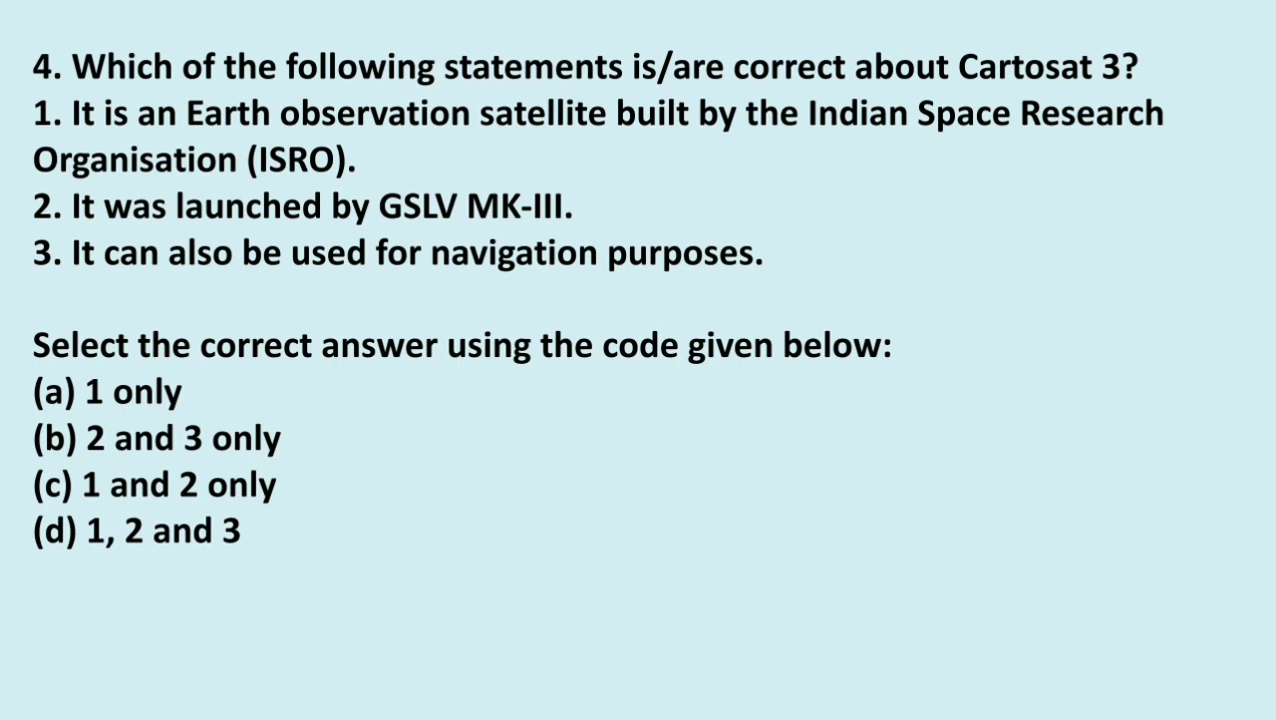 4. Which of the following statements is/are correct about Cartosat 3?
1. It is an Earth observation satellite built by the Indian Space Research
Organisation (ISRO).
2. It was launched by GSLV MK-III.
3. It can also be used for navigation purposes.
Select the correct answer using the code given below:
(a) 1 only
(b) 2 and 3 only
(c) 1 and 2 only
(d) 1, 2 and 3